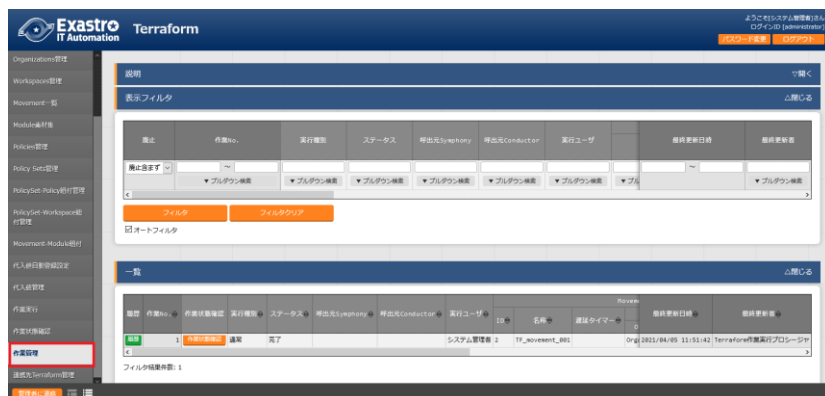 Exastro
IT Automation
Terraform
ようこそ[システム管理者]さん
ログインID [administrator]
パスワード変更
ログアウト
Organizations管理
Workspaces管理
Movement一覧
Module素材集
Policies管理
Policy Sets管理
PolicySet-Policy紐付管理
PolicySet-Workspace紐付管理
Movement-Module紐付
代入値自動登録設定
代入値管理
作業実行
作業状態確認
作業管理
連携先Terraform管理
管理者に連絡
説明
▽開く
表示フィルタ
△閉じる
廃止 作業No. 実行種別 ステータス 呼出元Symphony 呼出元Conductor 実行ユーザ 最終更新日時 最終更新者
廃止含まず ～ ～
▼プルダウン検索 ▼プルダウン検索 ▼プルダウン検索 ▼プルダウン検索 ▼プルダウン検索 ▼プルダウン検索 ▼プル ▼プルダウン検索
フィルタ フィルタクリア
オートフィルタ
一覧
△閉じる
Movem
履歴 作業No. 作業状態確認 実行種別 ステータス 呼出元Symphony 呼出元Conductor 実行ユーザ ID 名称 遅延タイマー 最終更新日時 最終更新者
O
履歴 1 作業状態確認 通常 完了 システム管理者 2 TF_movement_001 Org 2021/04/05 11:51:42 Terraform作業実行プロシージャ
フィルタ結果件数: 1